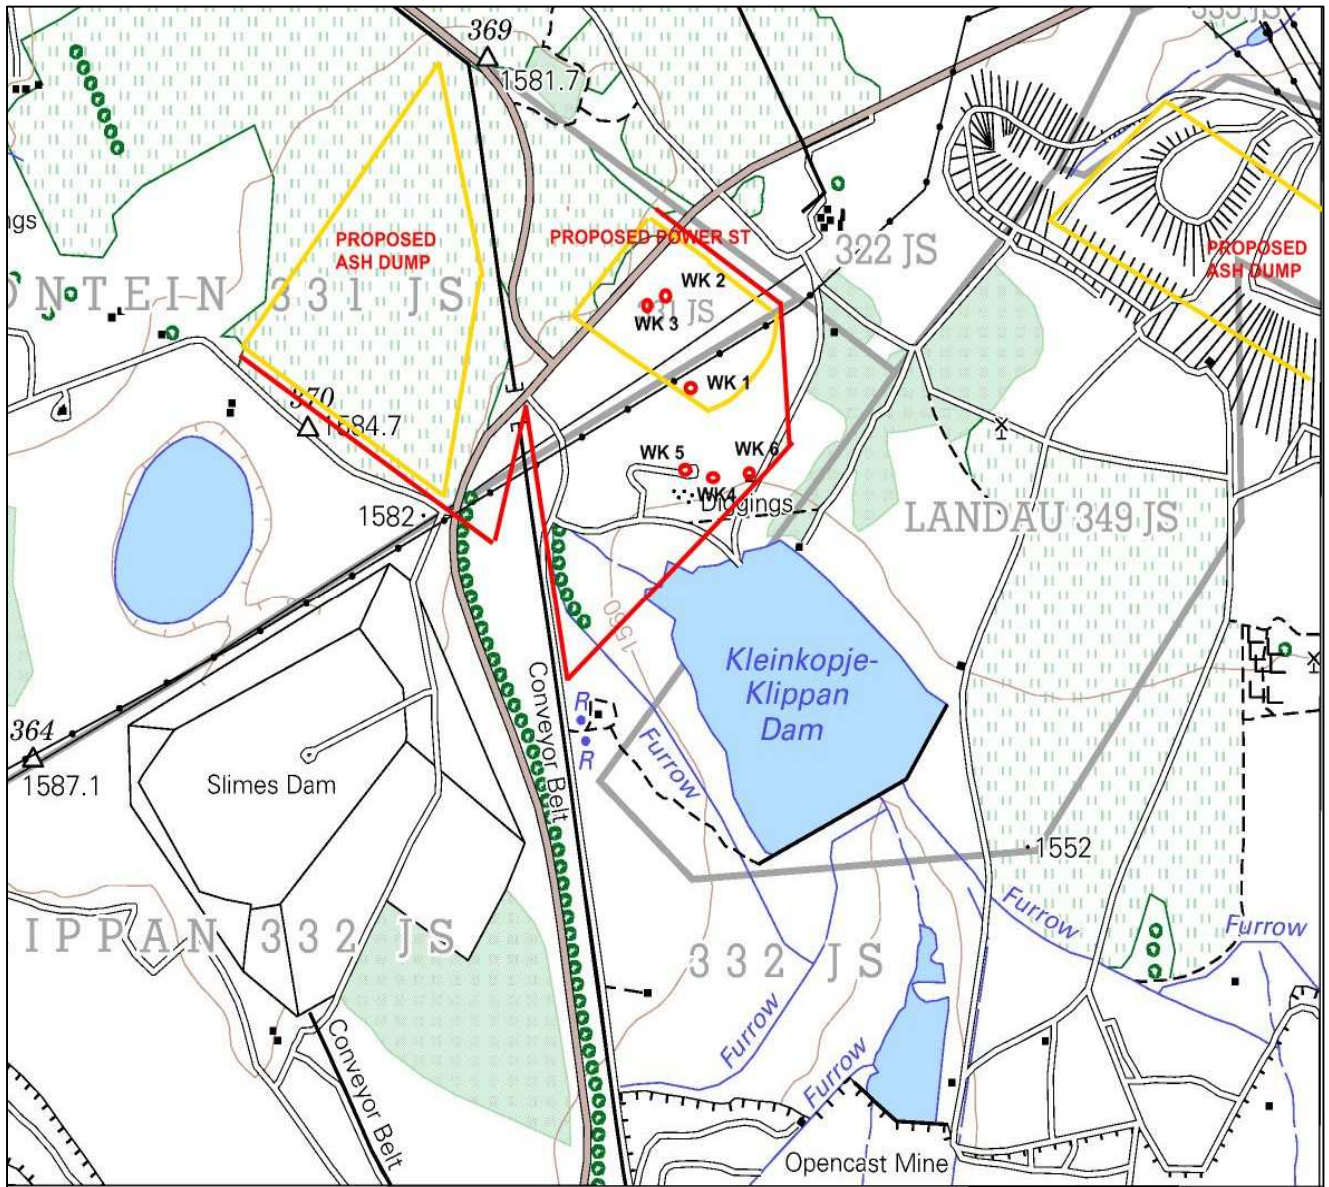 369
1581.7
333 JS
ngs
PROPOSED
ASH DUMP
PROPOSED POWER ST
322 JS
PROPOSED
ASH DUMP
NTEIN 331 JS
WK 2
WK 3
JS
WK 1
370
1584.7
WK 5
WK 6
WK4
Diggings
1582
LANDAU 349 JS
1550
Kleinkopje-
Klippan
Dam
Conveyor Belt
R
R
Furrow
364
1587.1
Slimes Dam
1552
Furrow
Furrow
IPPAN 332 JS
332 JS
Furrow
Furrow
Conveyor Belt
Opencast Mine